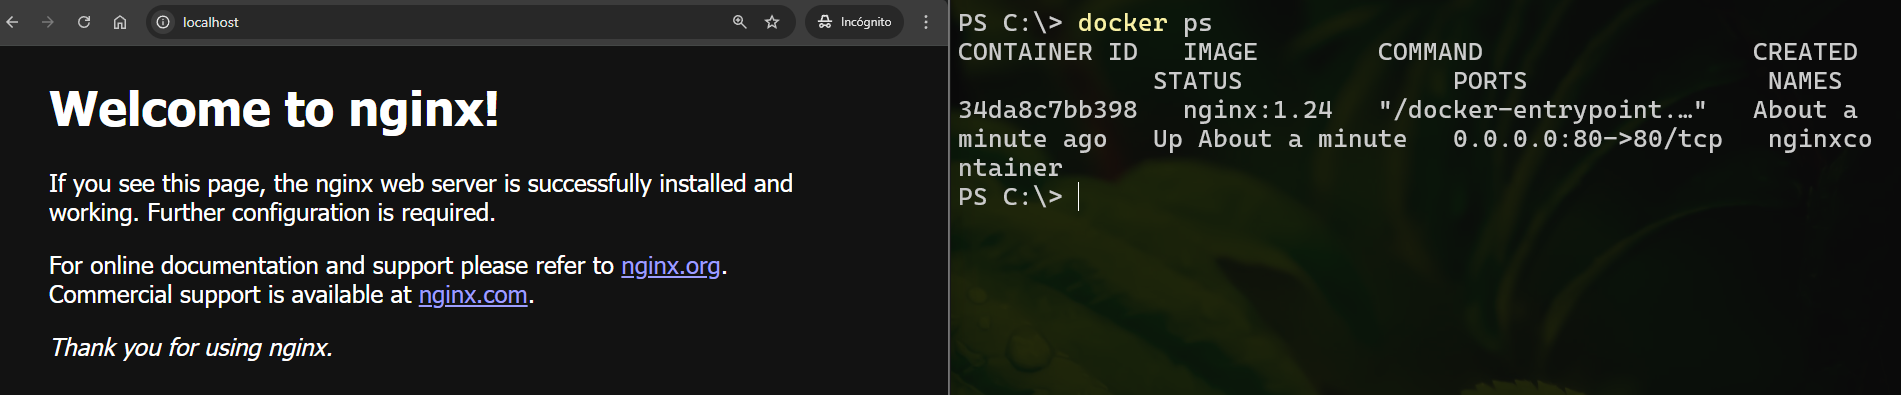 localhost
Incógnito
Welcome to nginx!
If you see this page, the nginx web server is successfully installed and
working. Further configuration is required.
For online documentation and support please refer to nginx.org.
Commercial support is available at nginx.com.
Thank you for using nginx.
PS C:\> docker ps
CONTAINER ID   IMAGE        COMMAND                  CREATED
             STATUS              PORTS                NAMES
34da8c7bb398   nginx:1.24   "/docker-entrypoint.…"   About a
minute ago   Up About a minute   0.0.0.0:80->80/tcp   nginxco
ntainer
PS C:\>